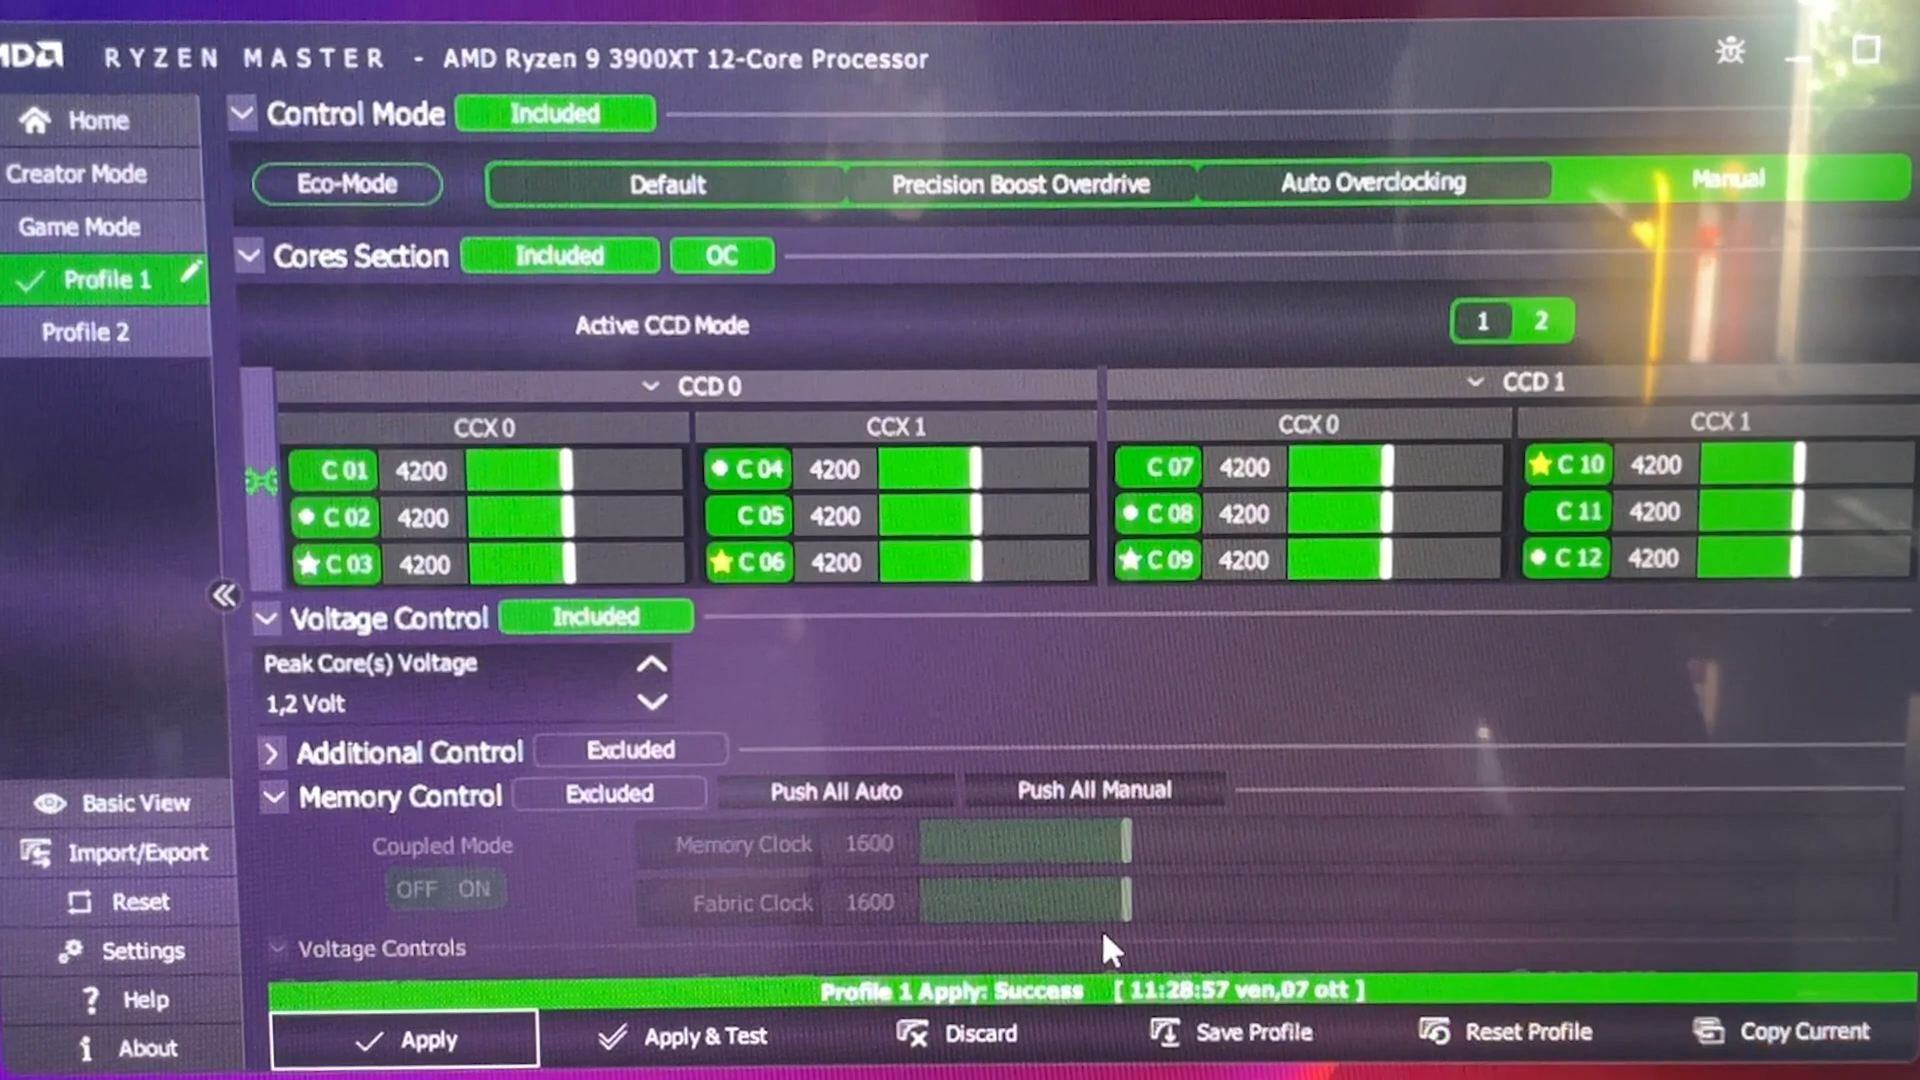 AMD RYZEN MASTER - AMD Ryzen 9 3900XT 12-Core Processor
Home
Creator Mode
Game Mode
Profile 1
Profile 2
Control Mode Included
Eco-Mode Default Precision Boost Overdrive Auto Overclocking Manual
Cores Section Included OC
Active CCD Mode 1 2
CCD 0 CCD 1
CCX 0 CCX 1 CCX 0 CCX 1
C 01 4200 C 04 4200 C 07 4200 C 10 4200
C 02 4200 C 05 4200 C 08 4200 C 11 4200
C 03 4200 C 06 4200 C 09 4200 C 12 4200
Voltage Control Included
Peak Core(s) Voltage
1,2 Volt
Additional Control Excluded
Memory Control Excluded Push All Auto Push All Manual
Coupled Mode Memory Clock 1600
OFF ON
Fabric Clock 1600
Voltage Controls
Basic View
Import/Export
Reset
Settings
Help
About
Profile 1 Apply: Success [ 11:28:57 ven,07 ott ]
Apply Apply & Test Discard Save Profile Reset Profile Copy Current